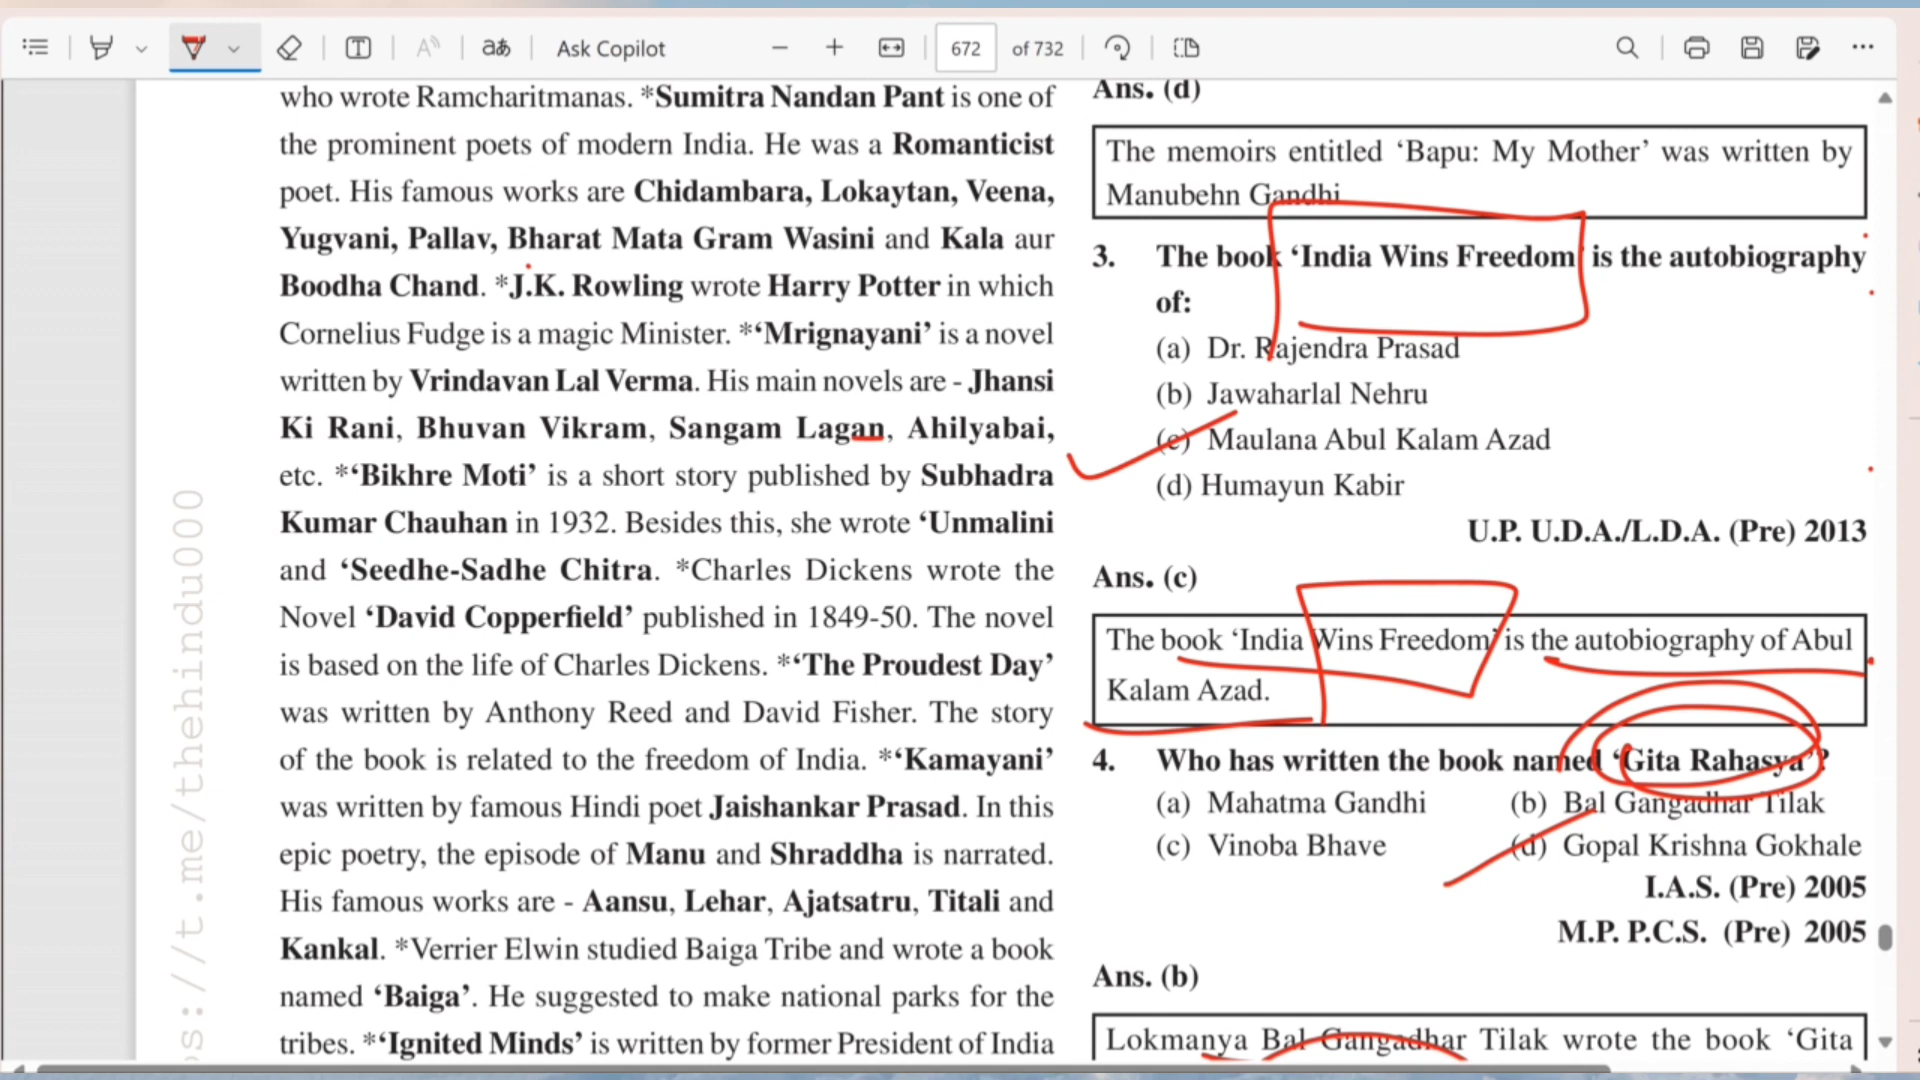 Ask Copilot
672 of 732
who wrote Ramcharitmanas. *Sumitra Nandan Pant is one of
the prominent poets of modern India. He was a Romanticist
poet. His famous works are Chidambara, Lokaytan, Veena,
Yugvani, Pallav, Bharat Mata Gram Wasini and Kala aur
Boodha Chand. *J.K. Rowling wrote Harry Potter in which
Cornelius Fudge is a magic Minister. *‘Mrignayani’ is a novel
written by Vrindavan Lal Verma. His main novels are - Jhansi
Ki Rani, Bhuvan Vikram, Sangam Lagan, Ahilyabai,
etc. *‘Bikhre Moti’ is a short story published by Subhadra
Kumar Chauhan in 1932. Besides this, she wrote ‘Unmalini
and ‘Seedhe-Sadhe Chitra. *Charles Dickens wrote the
Novel ‘David Copperfield’ published in 1849-50. The novel
is based on the life of Charles Dickens. *‘The Proudest Day’
was written by Anthony Reed and David Fisher. The story
of the book is related to the freedom of India. *‘Kamayani’
was written by famous Hindi poet Jaishankar Prasad. In this
epic poetry, the episode of Manu and Shraddha is narrated.
His famous works are - Aansu, Lehar, Ajatsatru, Titali and
Kankal. *Verrier Elwin studied Baiga Tribe and wrote a book
named ‘Baiga’. He suggested to make national parks for the
tribes. *‘Ignited Minds’ is written by former President of India
Ans. (d)
The memoirs entitled ‘Bapu: My Mother’ was written by
Manubehn Gandhi
3. The book ‘India Wins Freedom’ is the autobiography
of:
(a) Dr. Rajendra Prasad
(b) Jawaharlal Nehru
(c) Maulana Abul Kalam Azad
(d) Humayun Kabir
U.P. U.D.A./L.D.A. (Pre) 2013
Ans. (c)
The book ‘India Wins Freedom’ is the autobiography of Abul
Kalam Azad.
4. Who has written the book named ‘Gita Rahasya’?
(a) Mahatma Gandhi (b) Bal Gangadhar Tilak
(c) Vinoba Bhave (d) Gopal Krishna Gokhale
I.A.S. (Pre) 2005
M.P. P.C.S. (Pre) 2005
Ans. (b)
Lokmanya Bal Gangadhar Tilak wrote the book ‘Gita
ps://t.me/thehindu000